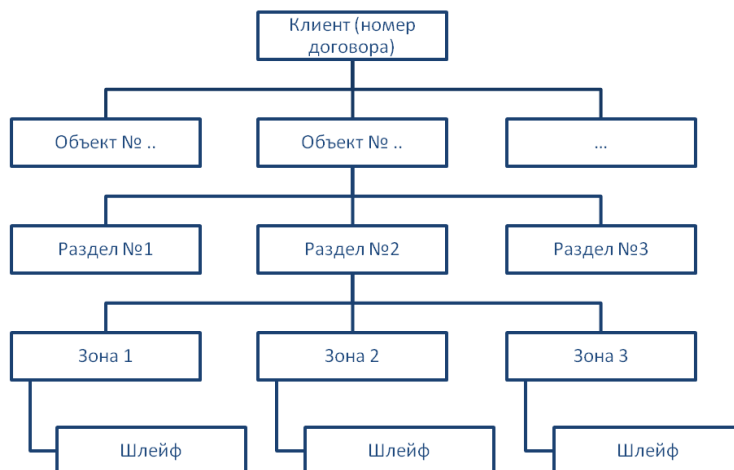 Клиент (номер
договора)
Объект № ..
Объект № ..
...
Раздел №1
Раздел №2
Раздел №3
Зона 1
Зона 2
Зона 3
Шлейф
Шлейф
Шлейф